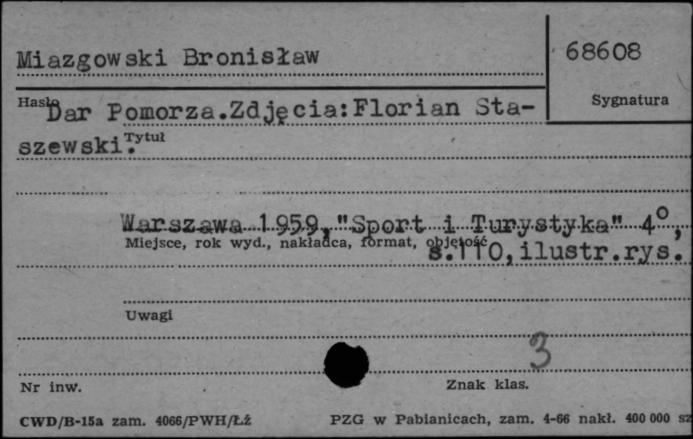 Miazgowski Bronisław
68608
Hasło
Sygnatura
Dar Pomorza.Zdjęcia:Florian Sta-
szewski.
Tytuł
Warszawa 1959,"Sport i Turystyka" 4°,
Miejsce, rok wyd., nakładca, format, objętość
s.110,ilustr.rys.
Uwagi
3
Nr inw.
Znak klas.
CWD/B-15a zam. 4066/PWH/Łż
PZG w Pabianicach, zam. 4-66 nakł. 400 000 sz